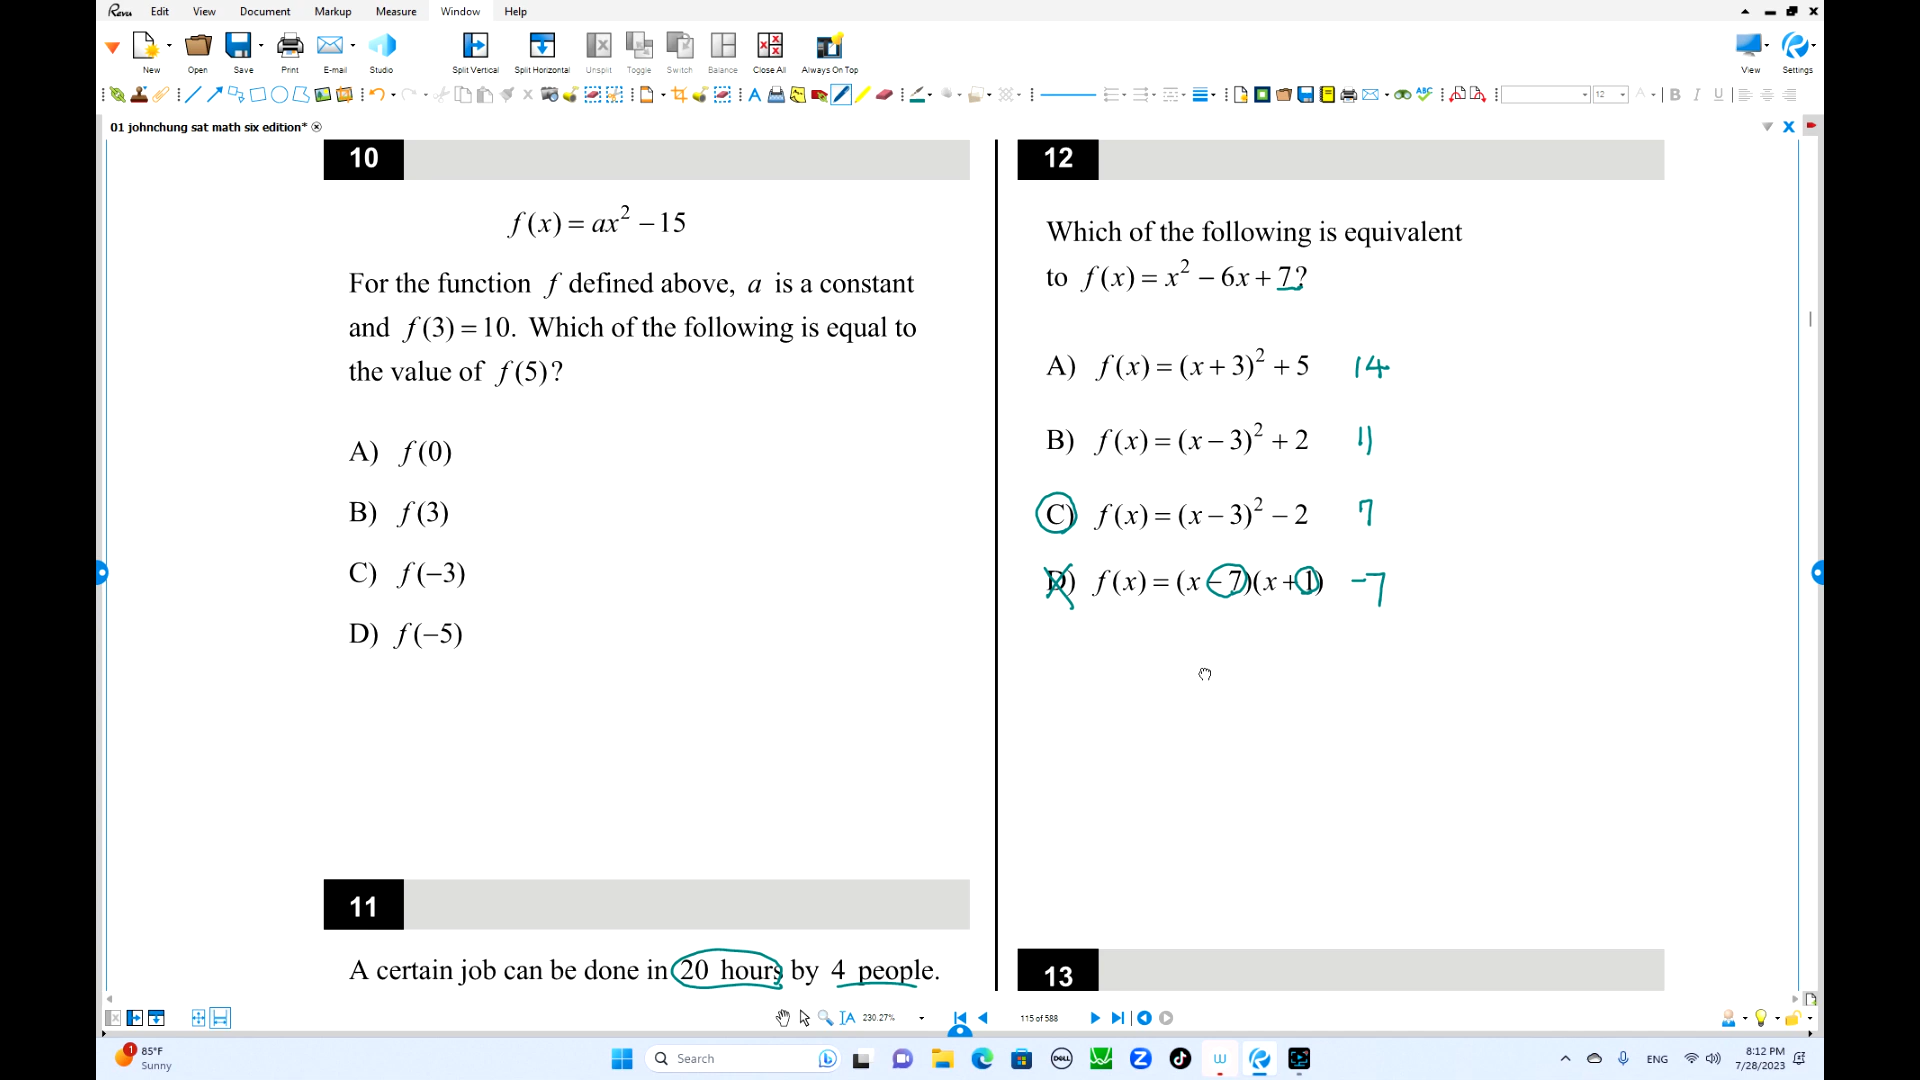 Revu Edit View Document Markup Measure Window Help
New Open Save Print E-mail Studio Split Vertical Split Horizontal Unsplit Toggle Switch Balance Close All Always On Top View Settings
12
01 johnchung sat math six edition*
10
f(x) = ax² − 15
For the function f defined above, a is a constant
and f(3) = 10. Which of the following is equal to
the value of f(5)?
A) f(0)
B) f(3)
C) f(−3)
D) f(−5)
11
A certain job can be done in 20 hours by 4 people.
12
Which of the following is equivalent
to f(x) = x² − 6x + 7?
A) f(x) = (x + 3)² + 5 14
B) f(x) = (x − 3)² + 2 11
C) f(x) = (x − 3)² − 2 7
D) f(x) = (x − 7)(x + 1) −7
13
230.27% 115 of 588
1 85°F
Sunny
Search
DELL
ENG
8:12 PM
7/28/2023